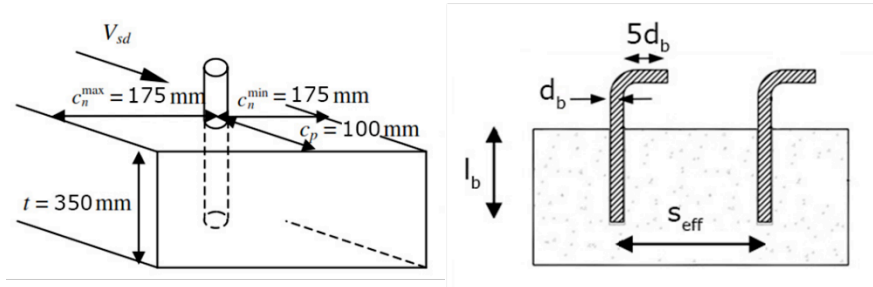 V_sd
c_n^max = 175 mm
c_n^min = 175 mm
c_p = 100 mm
t = 350 mm
5d_b
d_b
l_b
s_eff